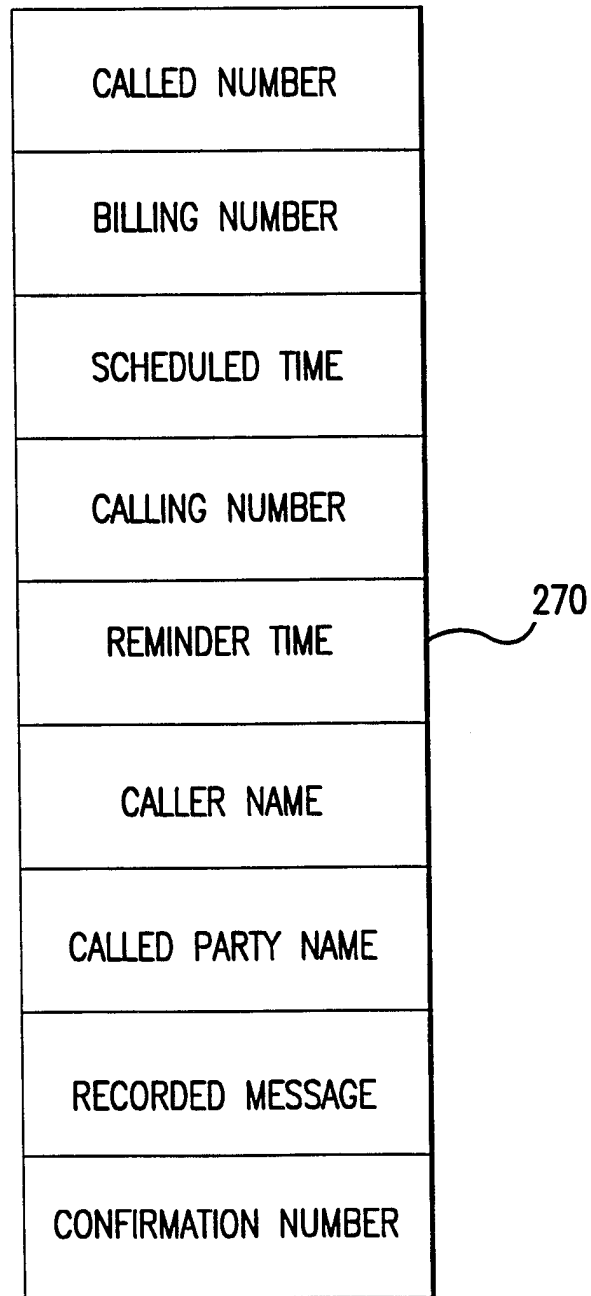 CALLED NUMBER
BILLING NUMBER
SCHEDULED TIME
CALLING NUMBER
270
REMINDER TIME
CALLER NAME
CALLED PARTY NAME
RECORDED MESSAGE
CONFIRMATION NUMBER